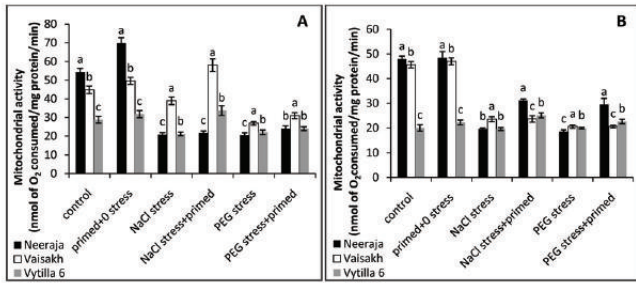 A
Mitochondrial activity
(nmol of O2 consumed/mg protein/min)
80
70
60
50
40
30
20
10
0
a
b
c
a
b
c
c
a
b
c
a
b
c
a
b
c
a
b
control
primed+0 stress
NaCl stress
NaCl stress+primed
PEG stress
PEG stress+primed
Neeraja
Vaisakh
Vytilla 6
B
Mitochondrial activity
(nmol of O2 consumed/mg protein/min)
60
50
40
30
20
10
0
a
b
c
a
b
c
b
a
b
a
c
b
c
a
b
a
c
b
control
primed+0 stress
NaCl stress
NaCl stress+primed
PEG stress
PEG stress+primed
Neeraja
Vaisakh
Vytilla 6